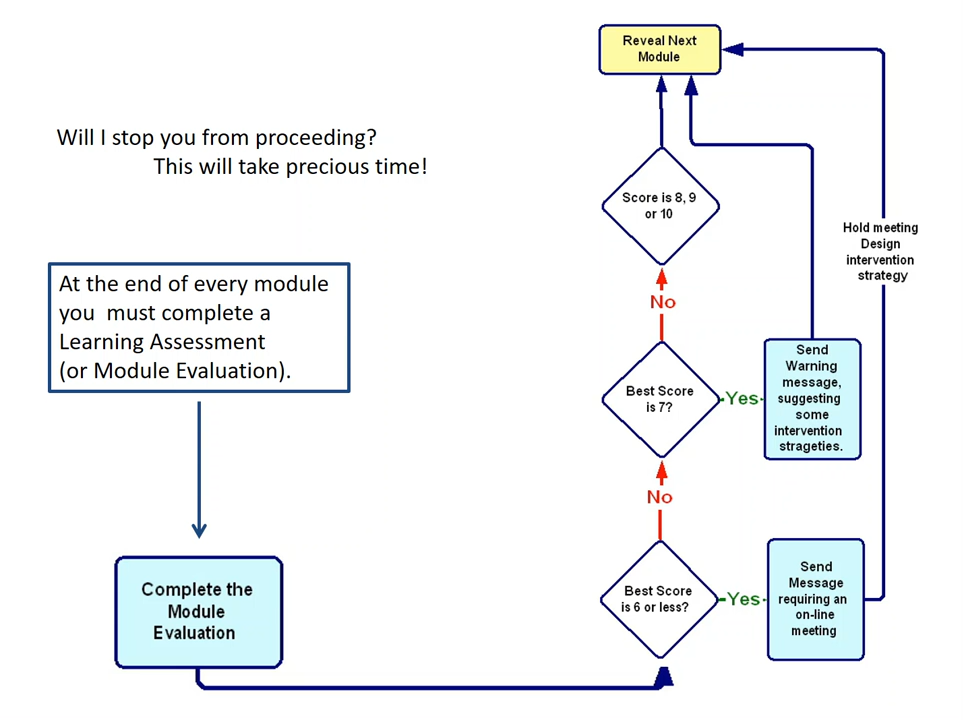 Will I stop you from proceeding?
This will take precious time!
At the end of every module
you must complete a
Learning Assessment
(or Module Evaluation).
Complete the
Module
Evaluation
Reveal Next
Module
Score is 8, 9
or 10
No
Best Score
is 7?
Yes
Send
Warning
message,
suggesting
some
intervention
strageties.
No
Best Score
is 6 or less?
Yes
Send
Message
requiring an
on-line
meeting
Hold meeting
Design
intervention
strategy